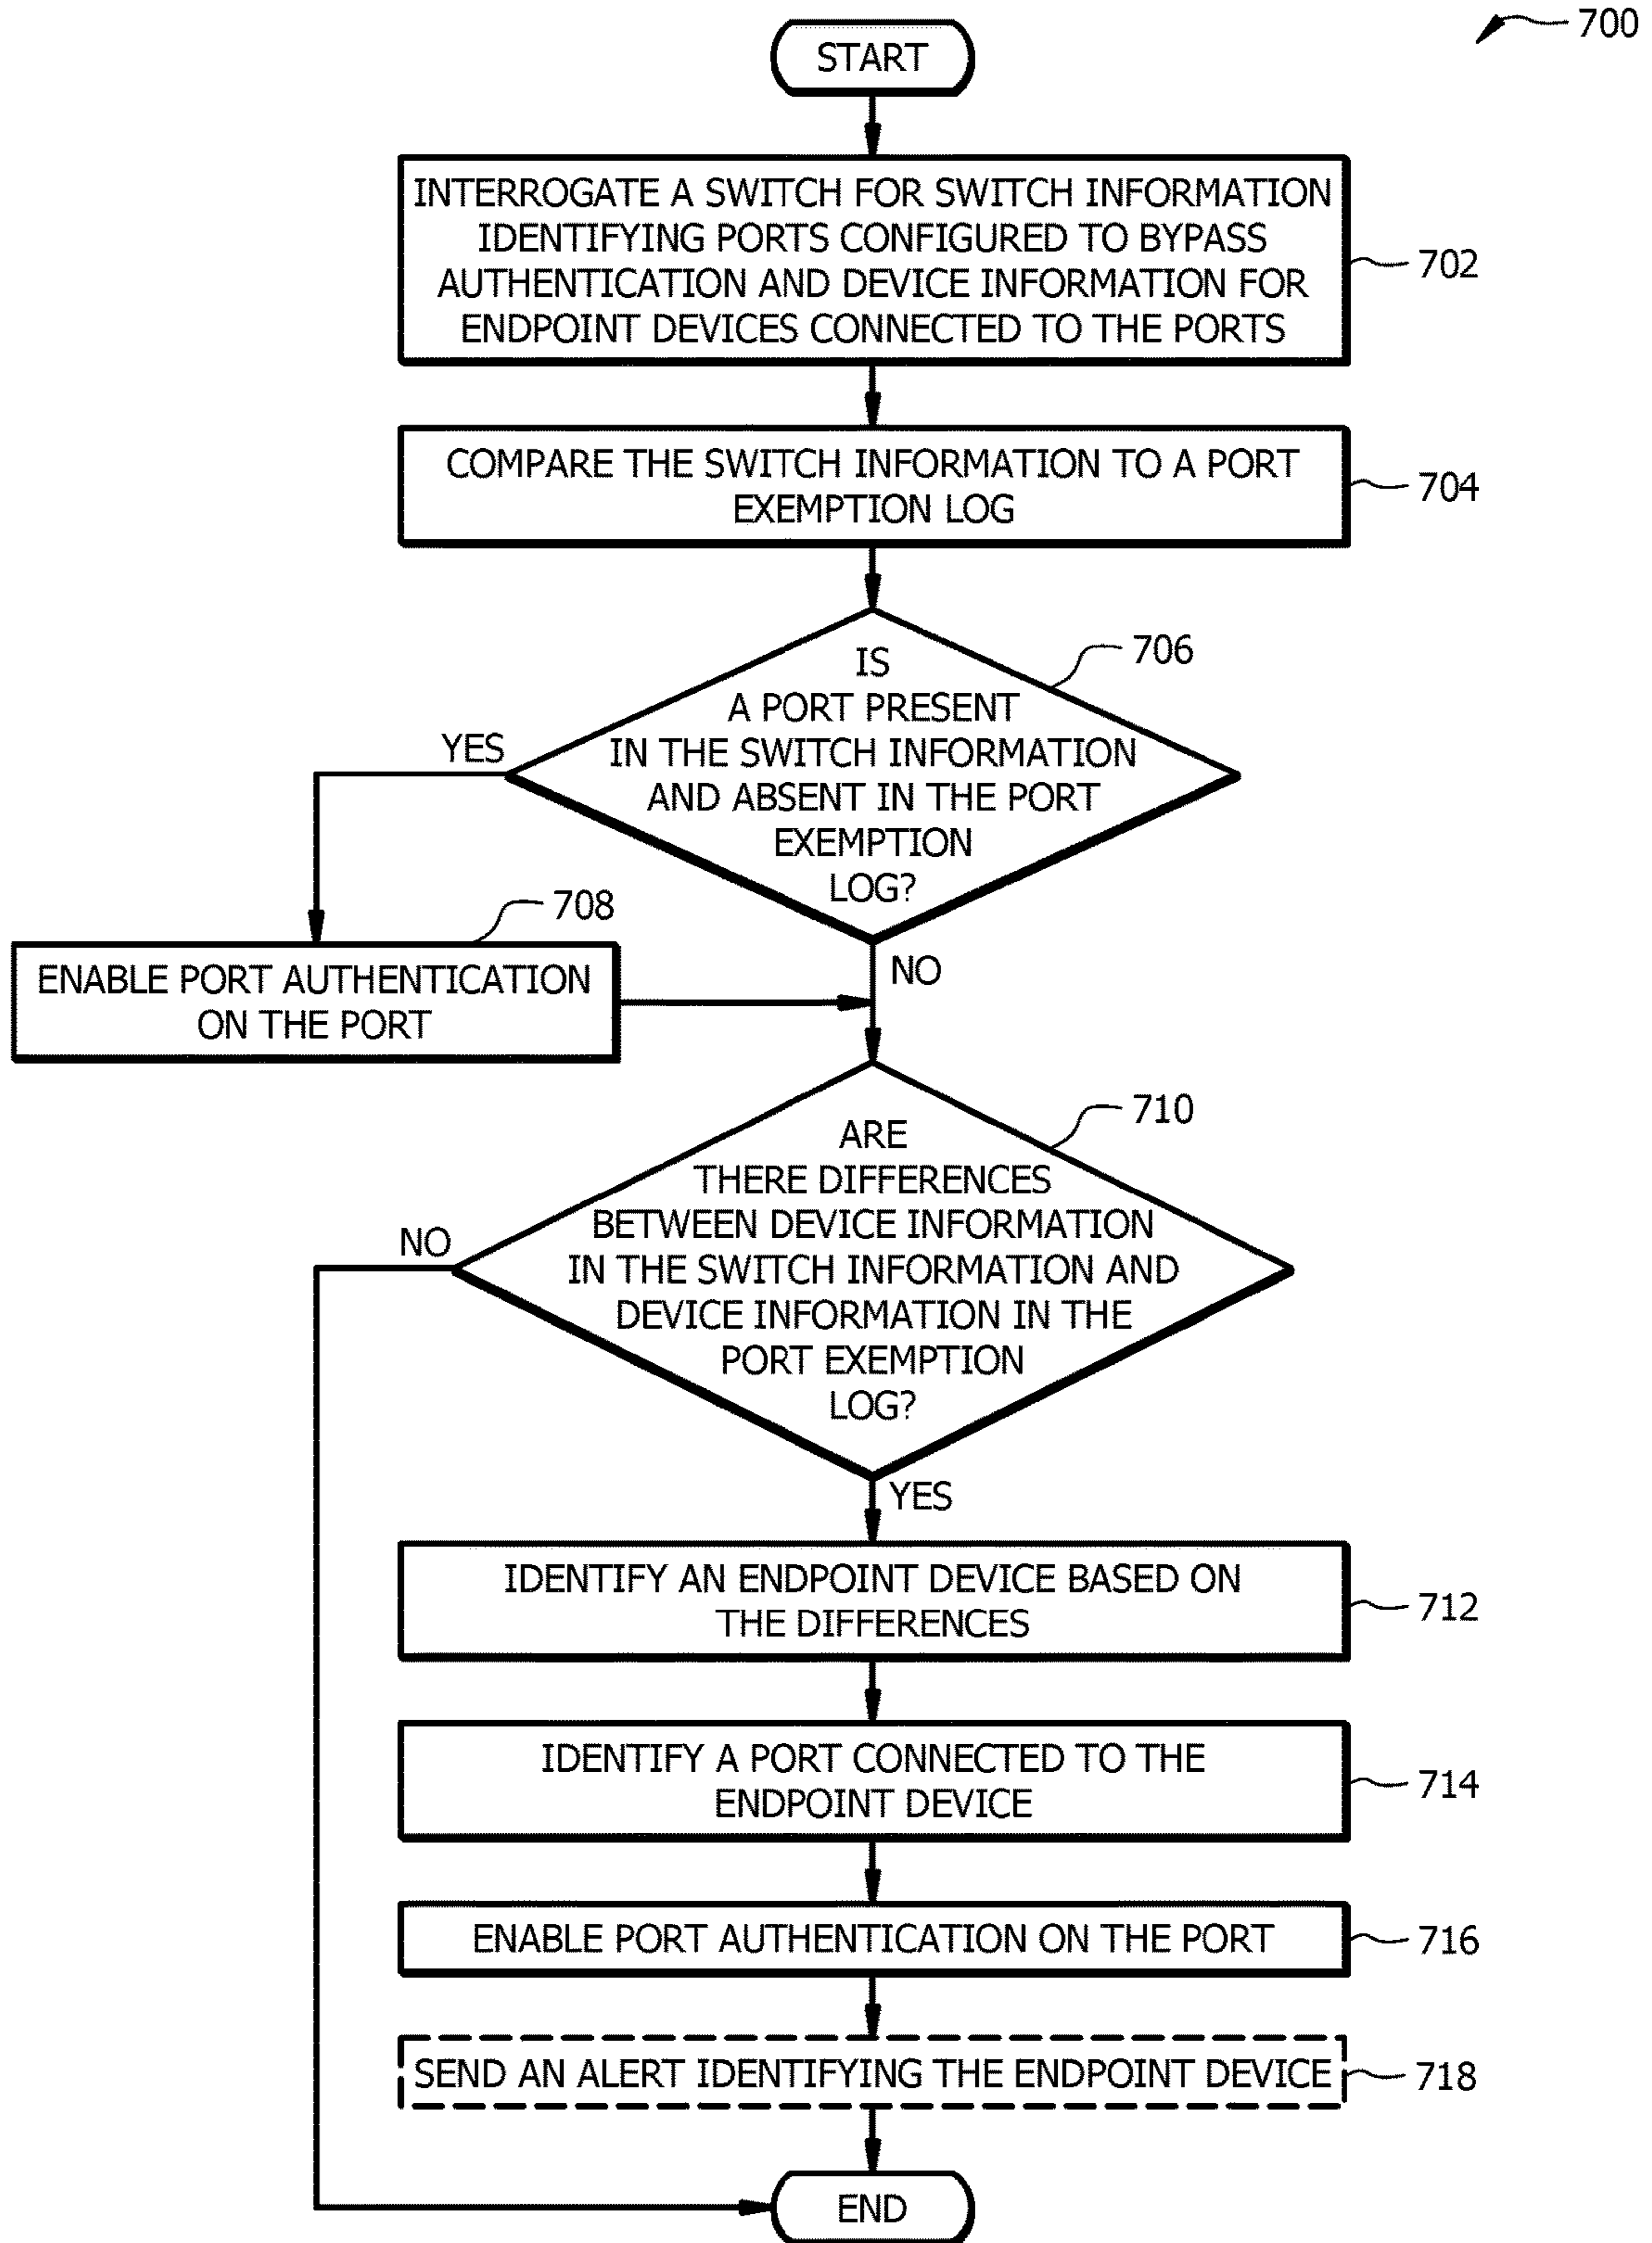 700
START
INTERROGATE A SWITCH FOR SWITCH INFORMATION
IDENTIFYING PORTS CONFIGURED TO BYPASS
AUTHENTICATION AND DEVICE INFORMATION FOR
ENDPOINT DEVICES CONNECTED TO THE PORTS
702
COMPARE THE SWITCH INFORMATION TO A PORT
EXEMPTION LOG
704
IS
A PORT PRESENT
IN THE SWITCH INFORMATION
AND ABSENT IN THE PORT
EXEMPTION
LOG?
706
YES
NO
708
ENABLE PORT AUTHENTICATION
ON THE PORT
ARE
THERE DIFFERENCES
BETWEEN DEVICE INFORMATION
IN THE SWITCH INFORMATION AND
DEVICE INFORMATION IN THE
PORT EXEMPTION
LOG?
710
NO
YES
IDENTIFY AN ENDPOINT DEVICE BASED ON
THE DIFFERENCES
712
IDENTIFY A PORT CONNECTED TO THE
ENDPOINT DEVICE
714
ENABLE PORT AUTHENTICATION ON THE PORT
716
SEND AN ALERT IDENTIFYING THE ENDPOINT DEVICE
718
END